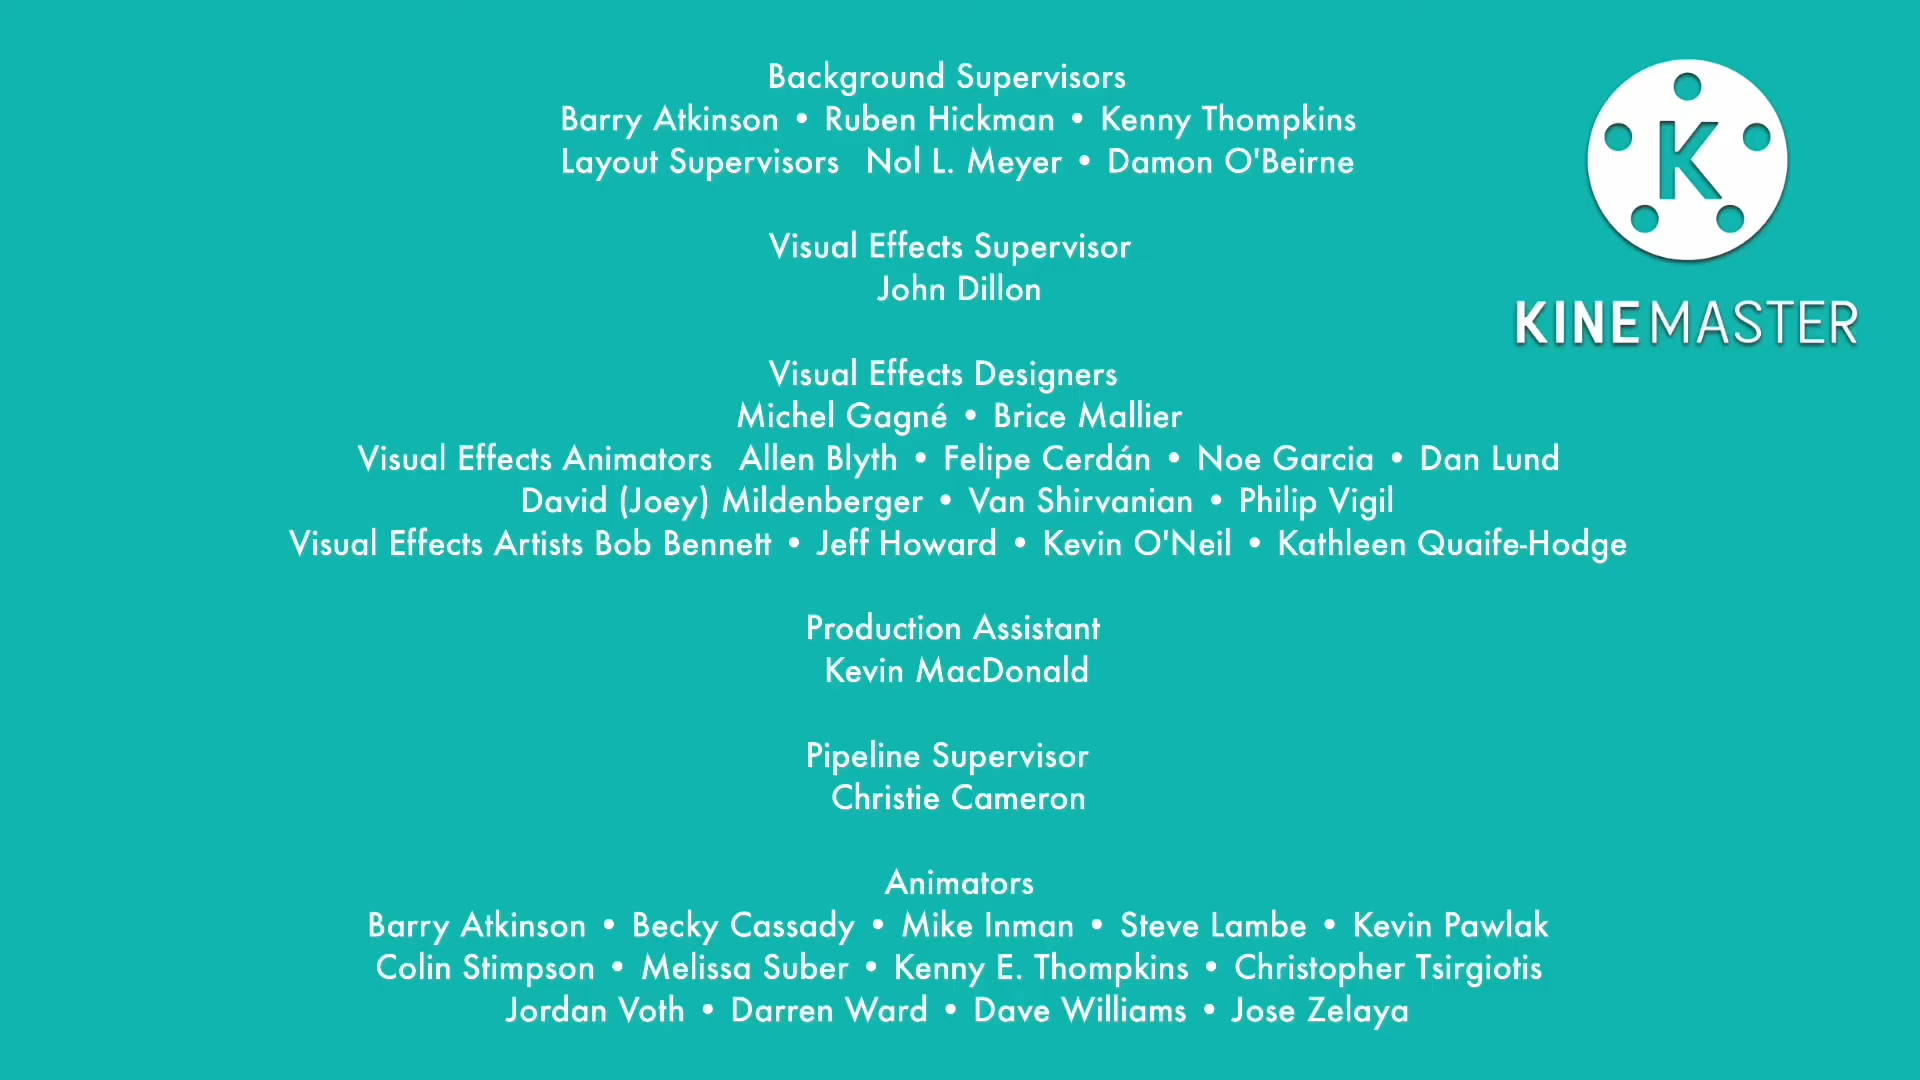 Background Supervisors
Barry Atkinson • Ruben Hickman • Kenny Thompkins
Layout Supervisors Nol L. Meyer • Damon O'Beirne
Visual Effects Supervisor
John Dillon
Visual Effects Designers
Michel Gagné • Brice Mallier
Visual Effects Animators Allen Blyth • Felipe Cerdán • Noe Garcia • Dan Lund
David (Joey) Mildenberger • Van Shirvanian • Philip Vigil
Visual Effects Artists Bob Bennett • Jeff Howard • Kevin O'Neil • Kathleen Quaife-Hodge
Production Assistant
Kevin MacDonald
Pipeline Supervisor
Christie Cameron
Animators
Barry Atkinson • Becky Cassady • Mike Inman • Steve Lambe • Kevin Pawlak
Colin Stimpson • Melissa Suber • Kenny E. Thompkins • Christopher Tsirgiotis
Jordan Voth • Darren Ward • Dave Williams • Jose Zelaya
K
KINEMASTER